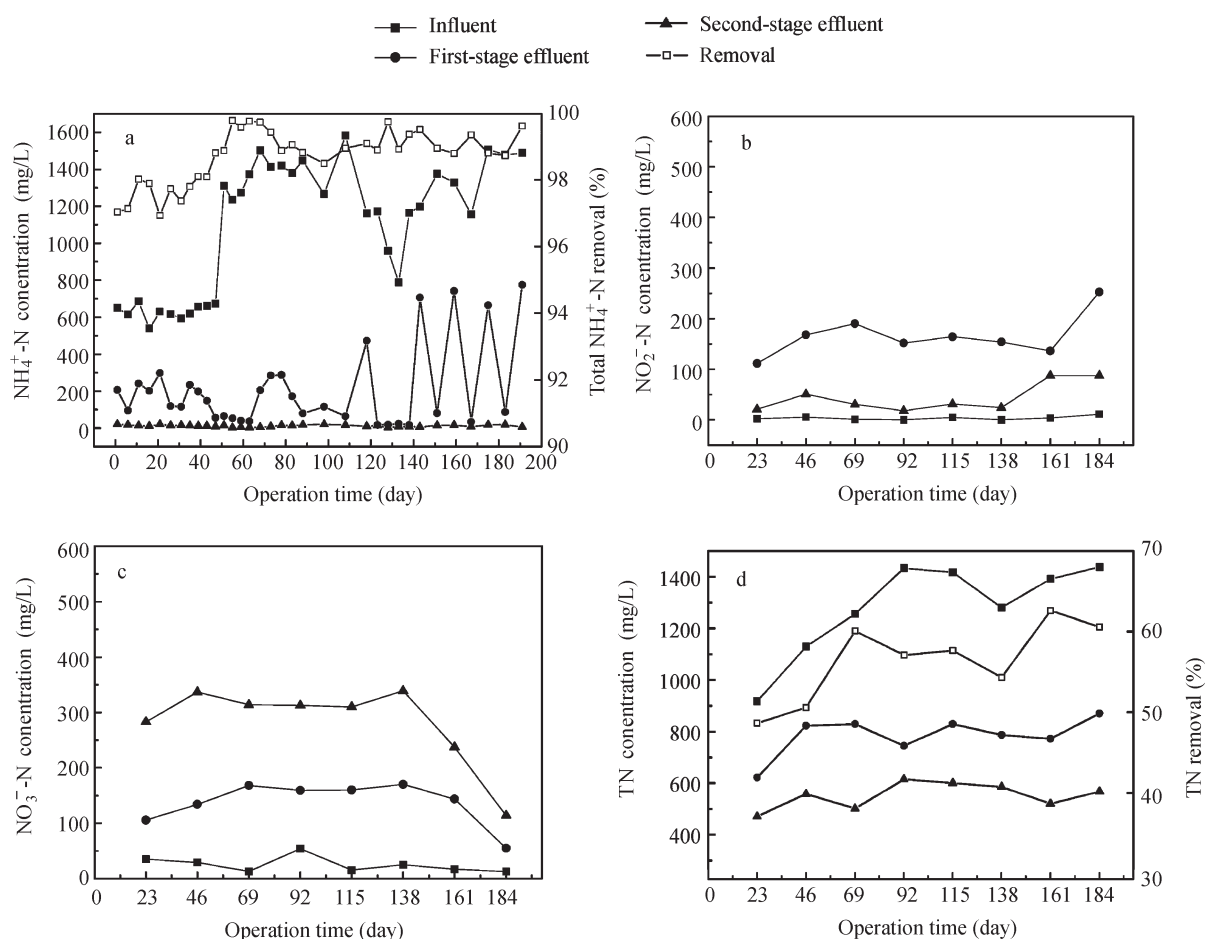 Influent
Second-stage effluent
First-stage effluent
Removal
a
NH₄⁺-N conentration (mg/L)
1600
1400
1200
1000
800
600
400
200
0
100
98
96
94
92
90
Total NH₄⁺-N removal (%)
0 20 40 60 80 100 120 140 160 180 200
Operation time (day)
b
NO₂⁻-N conentration (mg/L)
600
500
400
300
200
100
0
0 23 46 69 92 115 138 161 184
Operation time (day)
c
NO₃⁻-N conentration (mg/L)
600
500
400
300
200
100
0
0 23 46 69 92 115 138 161 184
Operation time (day)
d
TN conentration (mg/L)
1400
1200
1000
800
600
400
70
60
50
40
30
TN removal (%)
0 23 46 69 92 115 138 161 184
Operation time (day)